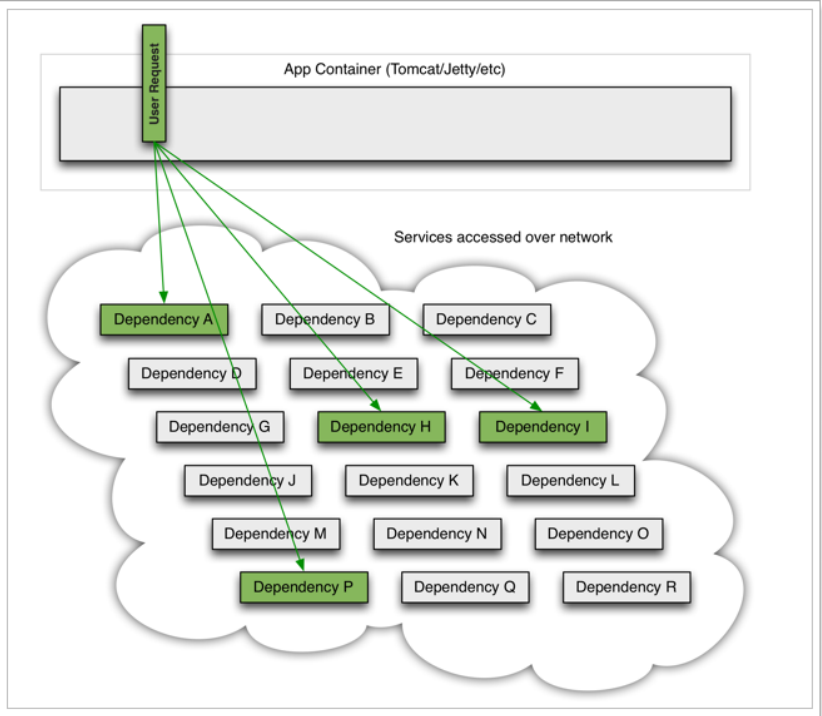 User Request
App Container (Tomcat/Jetty/etc)
Services accessed over network
Dependency A
Dependency B
Dependency C
Dependency D
Dependency E
Dependency F
Dependency G
Dependency H
Dependency I
Dependency J
Dependency K
Dependency L
Dependency M
Dependency N
Dependency O
Dependency P
Dependency Q
Dependency R